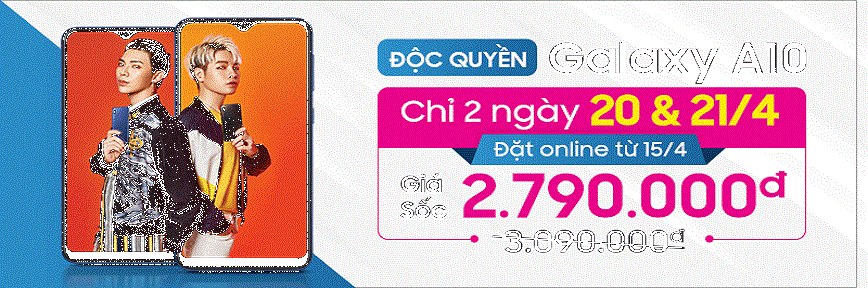 ĐỘC QUYỀN Galaxy A10
Chỉ 2 ngày 20 & 21/4
Đặt online từ 15/4
Giá Sốc 2.790.000đ
3.090.000đ